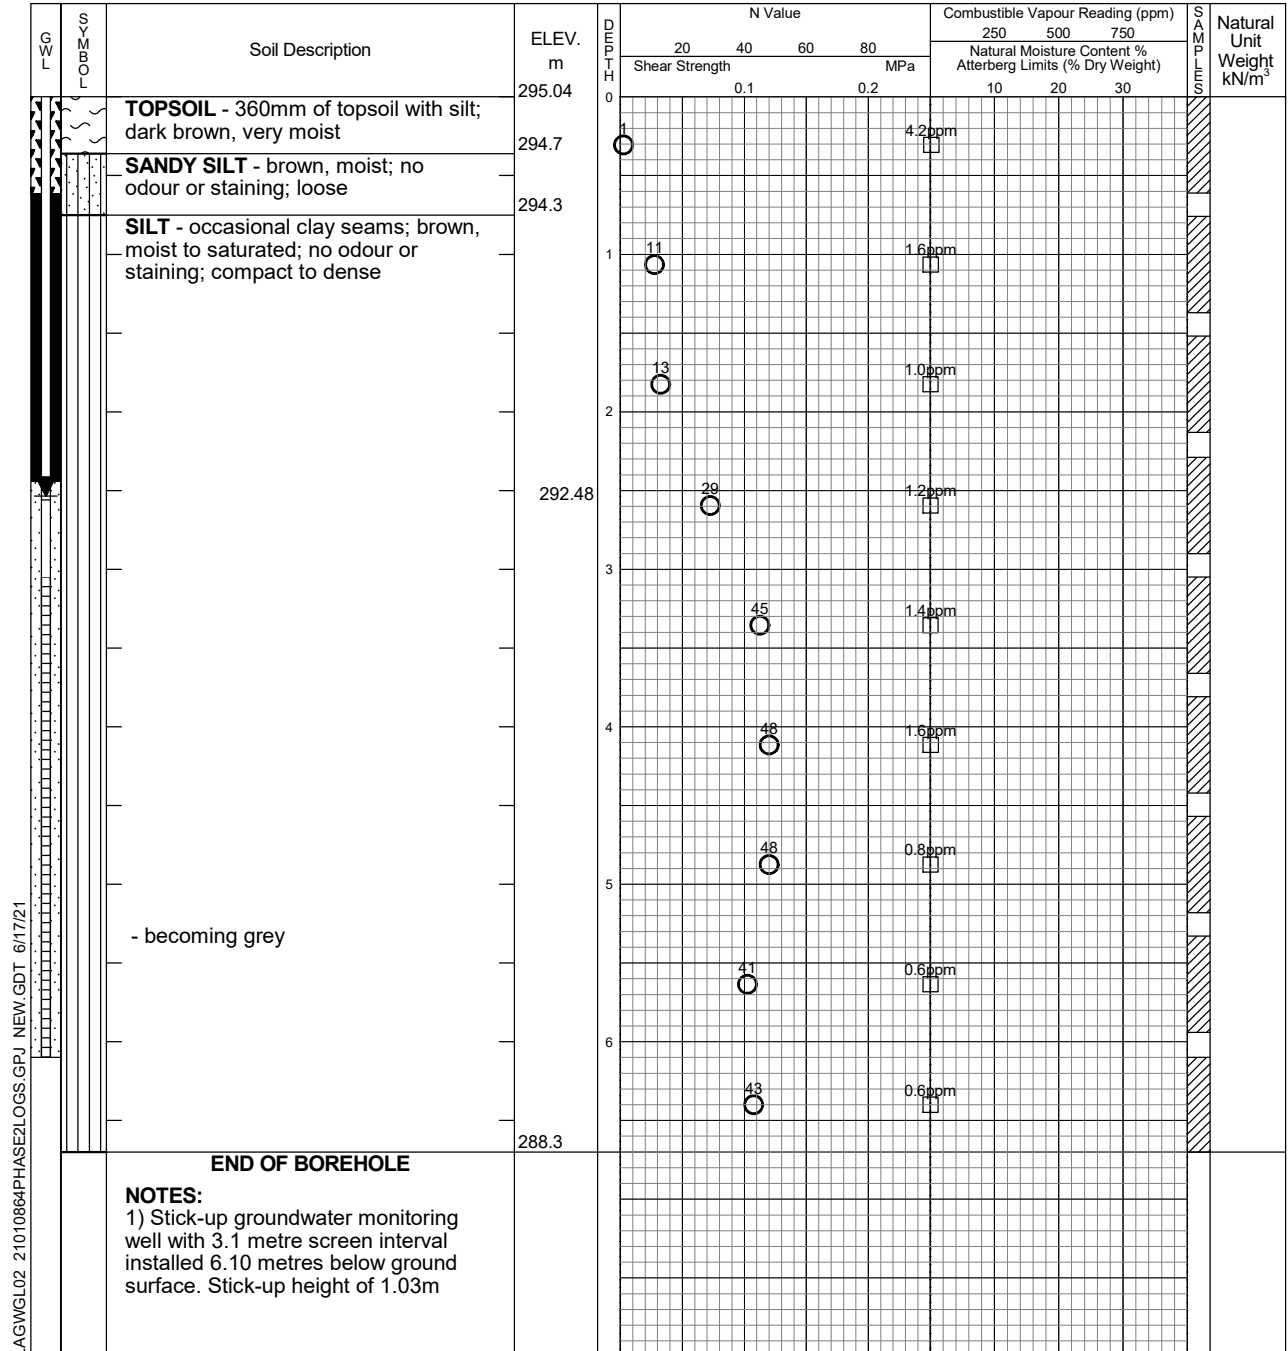 GWL
SYMBOL
Soil Description
ELEV.
m
DEPTH
N Value
20 40 60 80
Shear Strength MPa
0.1 0.2
Combustible Vapour Reading (ppm)
250 500 750
Natural Moisture Content %
Atterberg Limits (% Dry Weight)
10 20 30
SAMPLES
Natural
Unit
Weight
kN/m³
295.04
0
TOPSOIL - 360mm of topsoil with silt;
dark brown, very moist
1
4.2ppm
294.7
SANDY SILT - brown, moist; no
odour or staining; loose
294.3
SILT - occasional clay seams; brown,
moist to saturated; no odour or
staining; compact to dense
1
11
1.6ppm
13
1.0ppm
2
292.48
29
1.2ppm
3
45
1.4ppm
4
48
1.6ppm
48
0.8ppm
5
- becoming grey
41
0.6ppm
6
43
0.6ppm
288.3
END OF BOREHOLE
NOTES:
1) Stick-up groundwater monitoring
well with 3.1 metre screen interval
installed 6.10 metres below ground
surface. Stick-up height of 1.03m
AGWGL02 21010864PHASE2LOGS.GPJ NEW.GDT 6/17/21